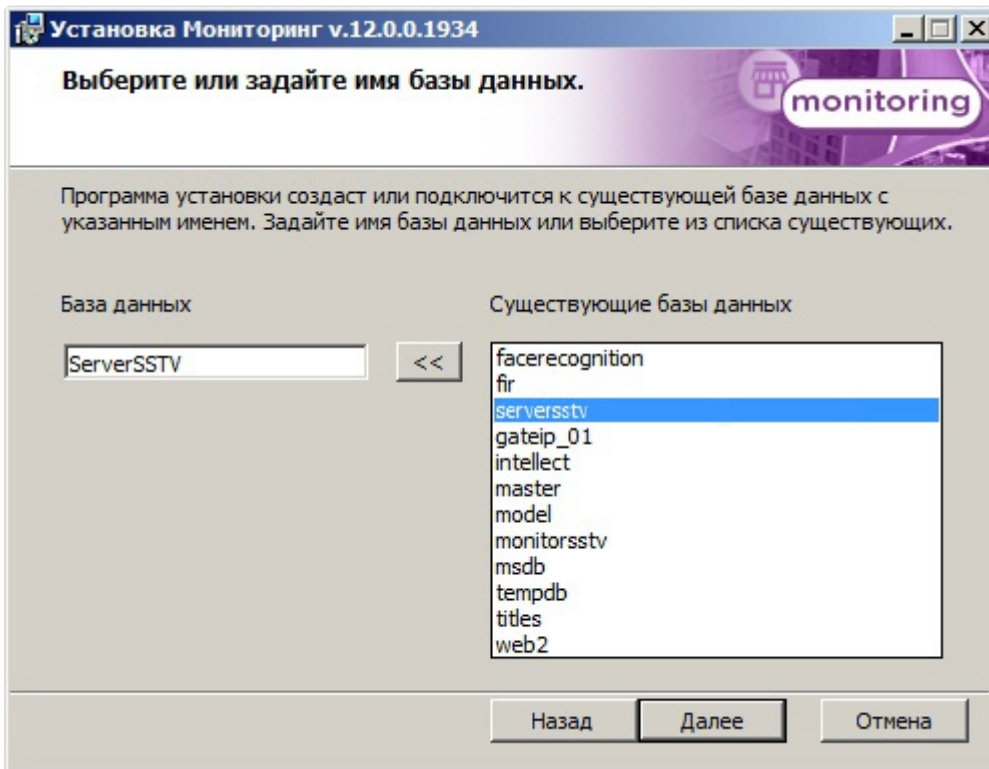 Установка Мониторинг v.12.0.0.1934
Выберите или задайте имя базы данных.
monitoring
Программа установки создаст или подключится к существующей базе данных с
указанным именем. Задайте имя базы данных или выберите из списка существующих.
База данных
Существующие базы данных
ServerSSTV
<<
facerecognition
fir
serversstv
gateip_01
intellect
master
model
monitorsstv
msdb
tempdb
titles
web2
Назад
Далее
Отмена